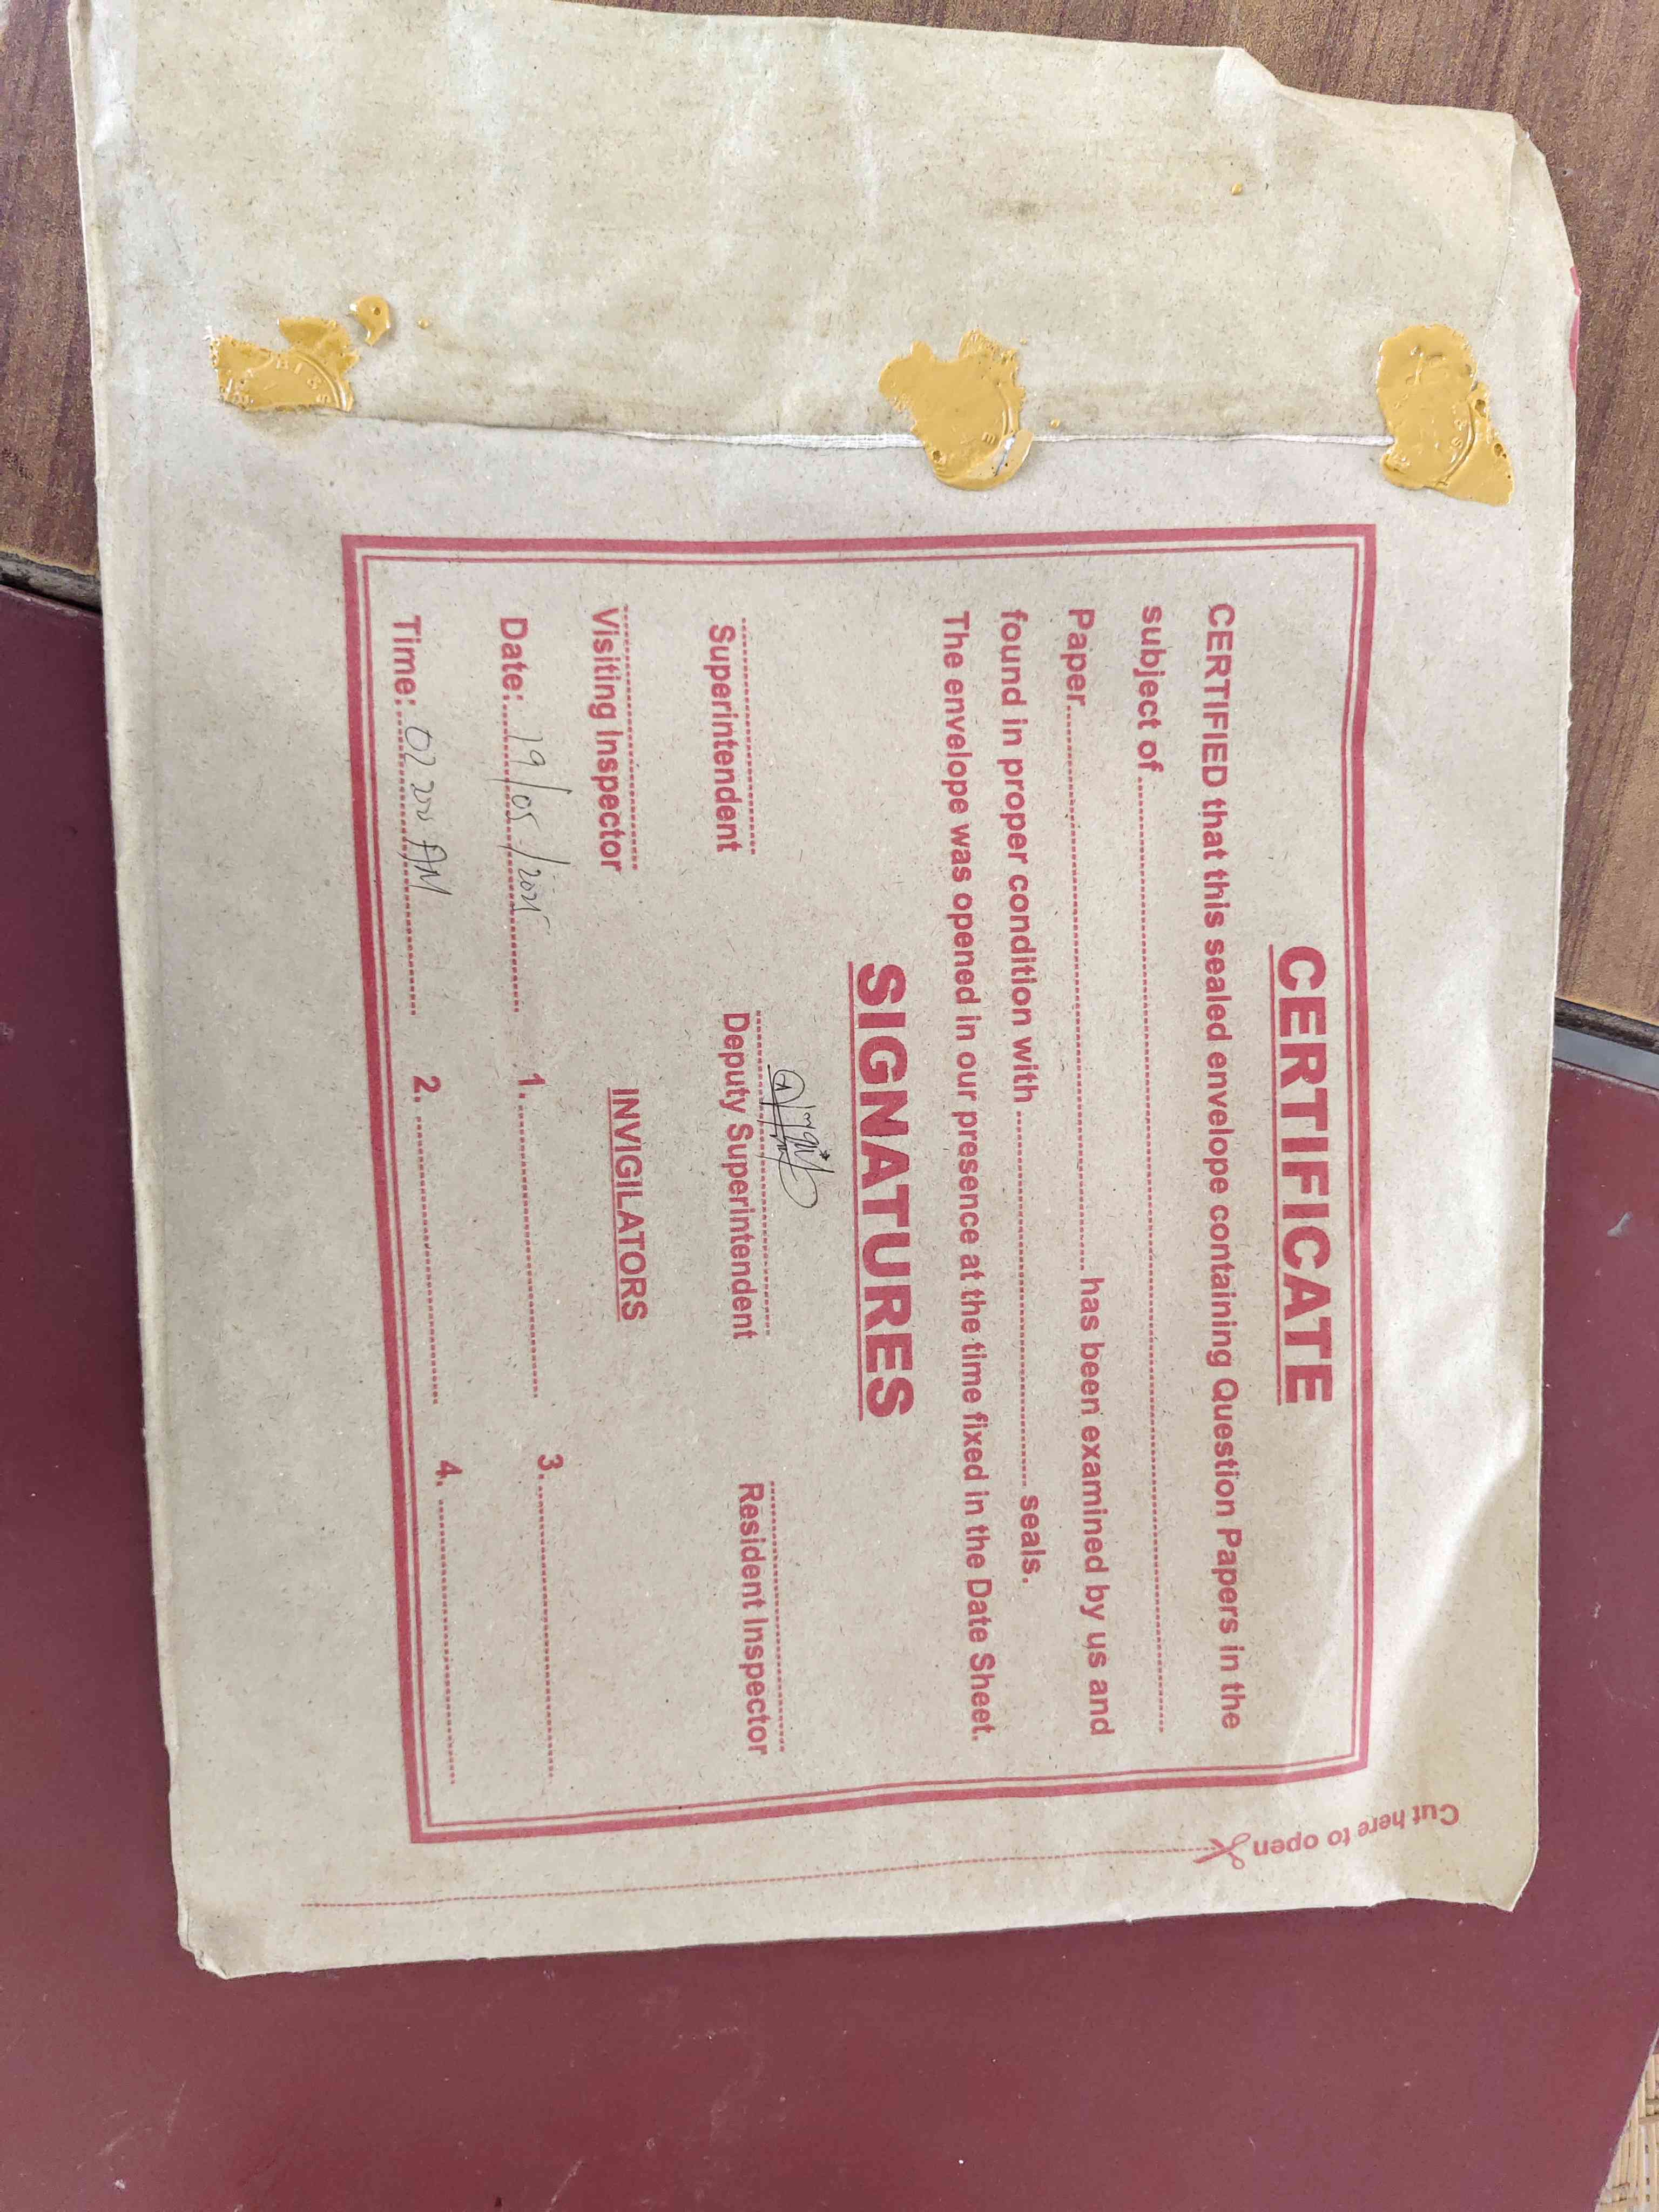 CERTIFICATE
CERTIFIED that this sealed envelope containing Question Papers in the
subject of
Paper has been examined by us and
found in proper condition with seals.
The envelope was opened in our presence at the time fixed in the Date Sheet.
SIGNATURES
Superintendent Deputy Superintendent Resident Inspector
Visiting Inspector INVIGILATORS
Date: 19/05/2025 1. 3.
Time: 02 AM 2. 4.
Cut here to open